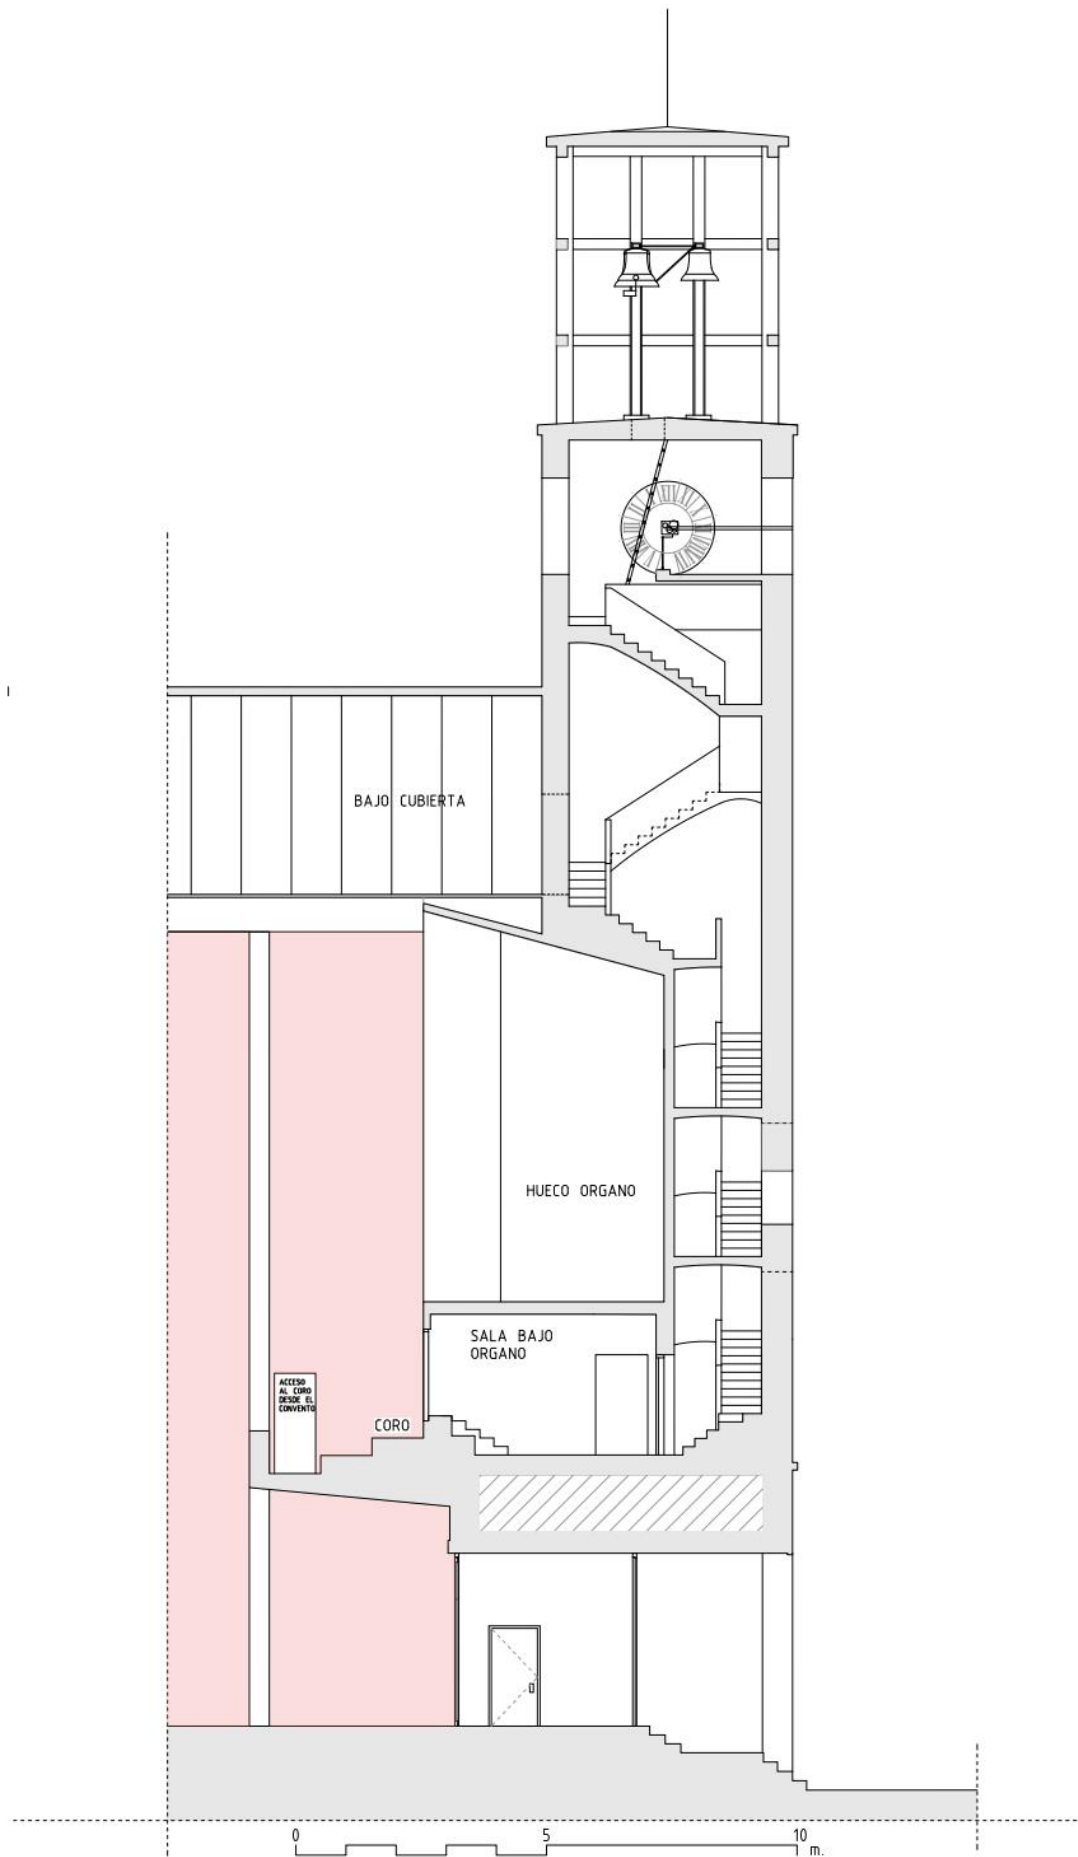 BAJO CUBIERTA
HUECO ORGANO
SALA BAJO
ORGANO
ACCESO
AL CORO
DESDE EL
CONVENTO
CORO
0
5
10
m.